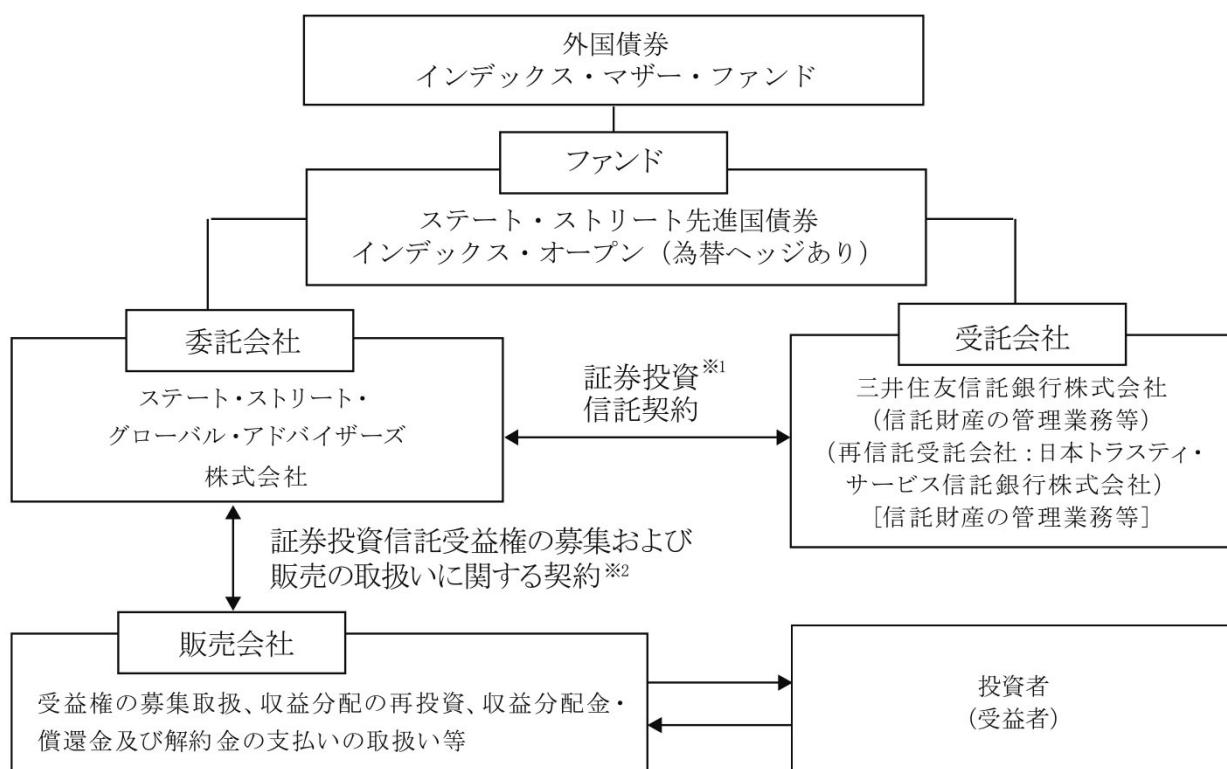 外国債券
インデックス・マザー・ファンド
ファンド
ステート・ストリート先進国債券
インデックス・オープン（為替ヘッジあり）
委託会社
ステート・ストリート・
グローバル・アドバイザーズ
株式会社
証券投資※1
信託契約
受託会社
三井住友信託銀行株式会社
(信託財産の管理業務等)
(再信託受託会社:日本トラスティ・
サービス信託銀行株式会社)
[信託財産の管理業務等]
証券投資信託受益権の募集および
販売の取扱いに関する契約※2
販売会社
受益権の募集取扱、収益分配の再投資、収益分配金・
償還金及び解約金の支払いの取扱い等
投資者
(受益者)